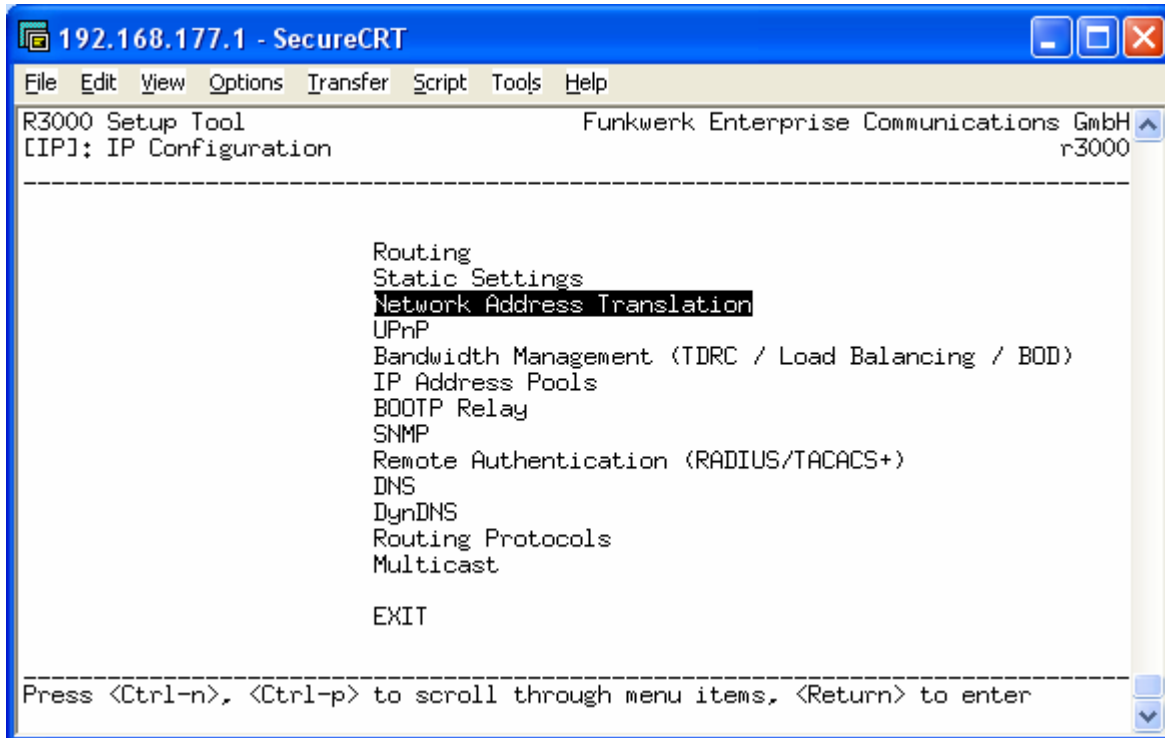 192.168.177.1 - SecureCRT
File Edit View Options Transfer Script Tools Help
R3000 Setup Tool Funkwerk Enterprise Communications GmbH
[IP]: IP Configuration r3000
Routing
Static Settings
Network Address Translation
UPnP
Bandwidth Management (TDRC / Load Balancing / BOD)
IP Address Pools
BOOTP Relay
SNMP
Remote Authentication (RADIUS/TACACS+)
DNS
DynDNS
Routing Protocols
Multicast
EXIT
Press <Ctrl-n>, <Ctrl-p> to scroll through menu items, <Return> to enter